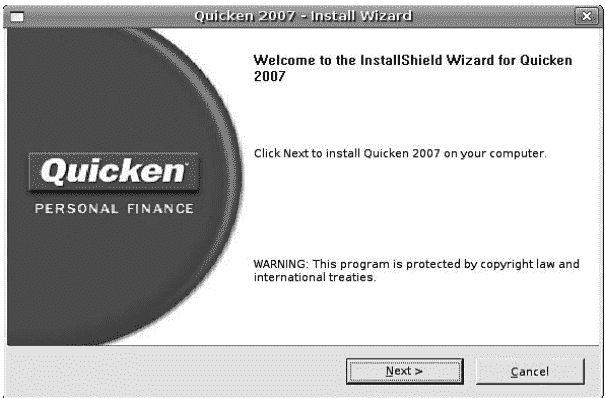 Quicken 2007 - Install Wizard
Welcome to the InstallShield Wizard for Quicken
2007
Click Next to install Quicken 2007 on your computer.
Quicken
PERSONAL FINANCE
WARNING: This program is protected by copyright law and
international treaties.
Next >
Cancel